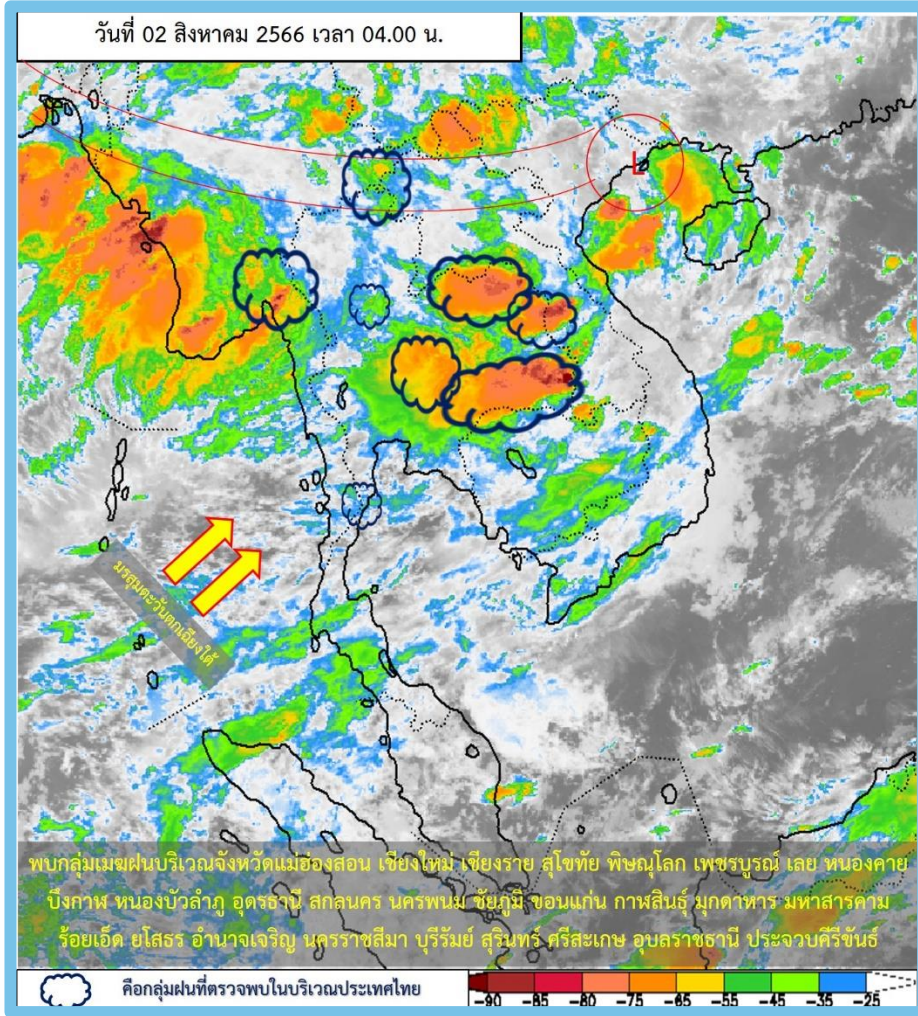 วันที่ 02 สิงหาคม 2566 เวลา 04.00 น.
L
มรสุมตะวันตกเฉียงใต้
พบกลุ่มเมฆฝนบริเวณจังหวัดแม่ฮ่องสอน เชียงใหม่ เชียงราย สุโขทัย พิษณุโลก เพชรบูรณ์ เลย หนองคาย
บึงกาฬ หนองบัวลำภู อุดรธานี สกลนคร นครพนม ชัยภูมิ ขอนแก่น กาฬสินธุ์ มุกดาหาร มหาสารคาม
ร้อยเอ็ด ยโสธร อำนาจเจริญ นครราชสีมา บุรีรัมย์ สุรินทร์ ศรีสะเกษ อุบลราชธานี ประจวบคีรีขันธ์
คือกลุ่มฝนที่ตรวจพบในบริเวณประเทศไทย
-90 -85 -80 -75 -65 -55 -45 -35 -25